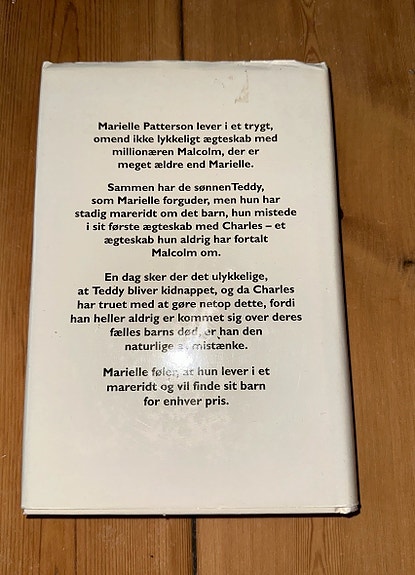 Marielle Patterson lever i et trygt,
omend ikke lykkeligt ægteskab med
millionæren Malcolm, der er
meget ældre end Marielle.
Sammen har de sønnenTeddy,
som Marielle forguder, men hun har
stadig mareridt om det barn, hun mistede
i sit første ægteskab med Charles – et
ægteskab hun aldrig har fortalt
Malcolm om.
En dag sker der det ulykkelige,
at Teddy bliver kidnappet, og da Charles
har truet med at gøre netop dette, fordi
han heller aldrig er kommet sig over deres
fælles barns død, er han den
naturlige mistænke.
Marielle føler, at hun lever i et
mareridt og vil finde sit barn
for enhver pris.